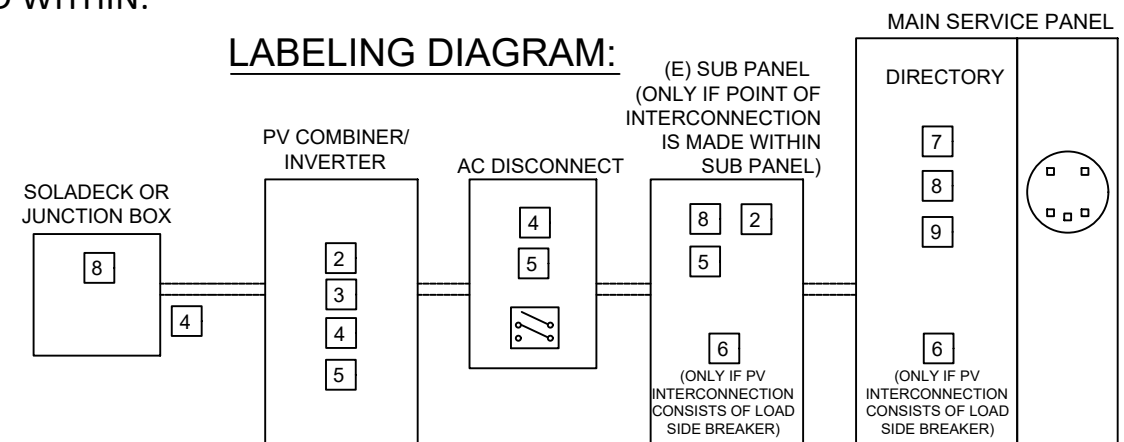 WITHIN.
LABELING DIAGRAM:
SOLADECK OR
JUNCTION BOX
8
4
PV COMBINER/
INVERTER
2
3
4
5
AC DISCONNECT
4
5
(E) SUB PANEL
(ONLY IF POINT OF
INTERCONNECTION
IS MADE WITHIN
SUB PANEL)
8 2
5
6
(ONLY IF PV
INTERCONNECTION
CONSISTS OF LOAD
SIDE BREAKER)
MAIN SERVICE PANEL
DIRECTORY
7
8
9
6
(ONLY IF PV
INTERCONNECTION
CONSISTS OF LOAD
SIDE BREAKER)